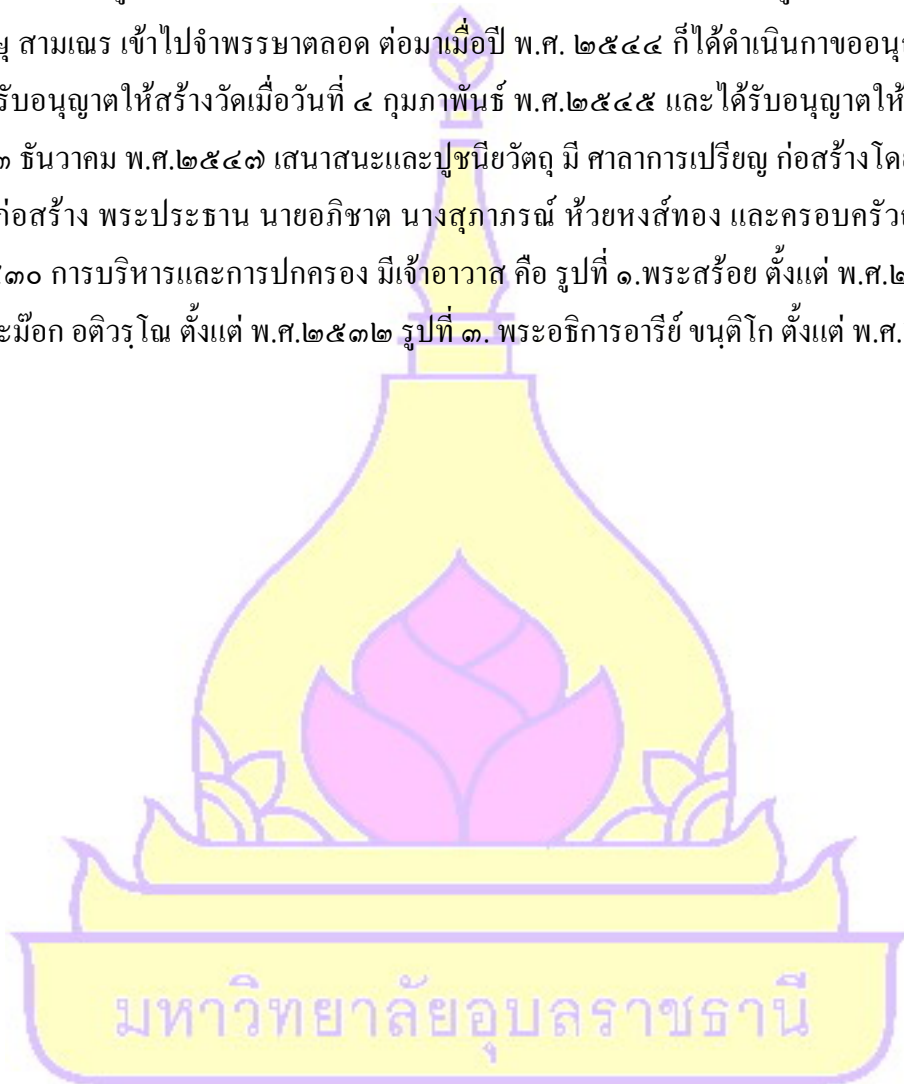 สามเณร เข้าไปจำพรรษาตลอด ต่อมาเมื่อปี พ.ศ. ๒๕๔๔ ก็ได้ดำเนินกาขออนุ
รับอนุญาตให้สร้างวัดเมื่อวันที่ ๔ กุมภาพันธ์ พ.ศ.๒๕๔๕ และได้รับอนุญาตให้
ธันวาคม พ.ศ.๒๕๔๗ เสนาสนะและปูชนียวัตถุ มี ศาลาการเปรียญ ก่อสร้างโดย
ก่อสร้าง พระประธาน นายอภิชาต นางสุภาภรณ์ ห้วยหงส์ทอง และครอบครัว
๓๐ การบริหารและการปกครอง มีเจ้าอาวาส คือ รูปที่ ๑.พระสร้อย ตั้งแต่ พ.ศ.๒
ะม๊อก อติวรฺโณ ตั้งแต่ พ.ศ.๒๕๓๒ รูปที่ ๓. พระอธิการอารีย์ ขนฺติโก ตั้งแต่ พ.ศ.
มหาวิทยาลัยอุบลราชธานี